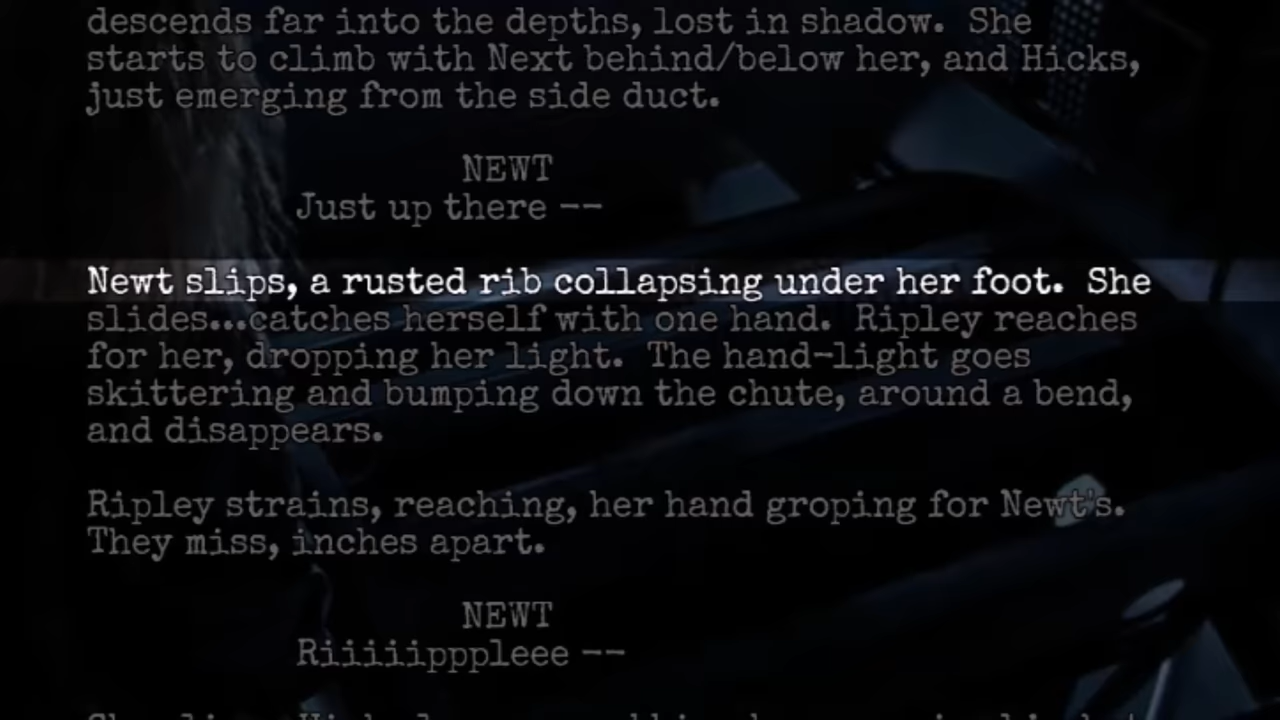 descends far into the depths, lost in shadow.  She
starts to climb with Next behind/below her, and Hicks,
just emerging from the side duct.
NEWT
Just up there --
Newt slips, a rusted rib collapsing under her foot.  She
slides...catches herself with one hand.  Ripley reaches
for her, dropping her light.  The hand-light goes
skittering and bumping down the chute, around a bend,
and disappears.
Ripley strains, reaching, her hand groping for Newt's.
They miss, inches apart.
NEWT
Riiiiipppleee --